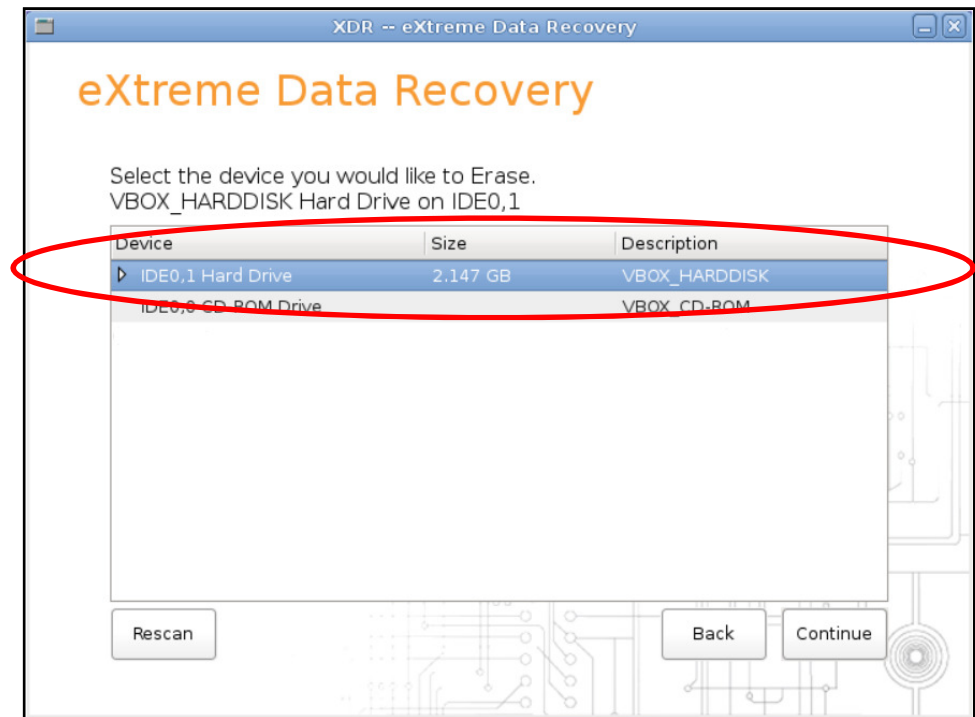 XDR -- eXtreme Data Recovery
eXtreme Data Recovery
Select the device you would like to Erase.
VBOX_HARDDISK Hard Drive on IDE0,1
Device Size Description
IDE0,1 Hard Drive 2.147 GB VBOX_HARDDISK
IDE0,0 CD-ROM Drive VBOX_CD-ROM
Rescan Back Continue